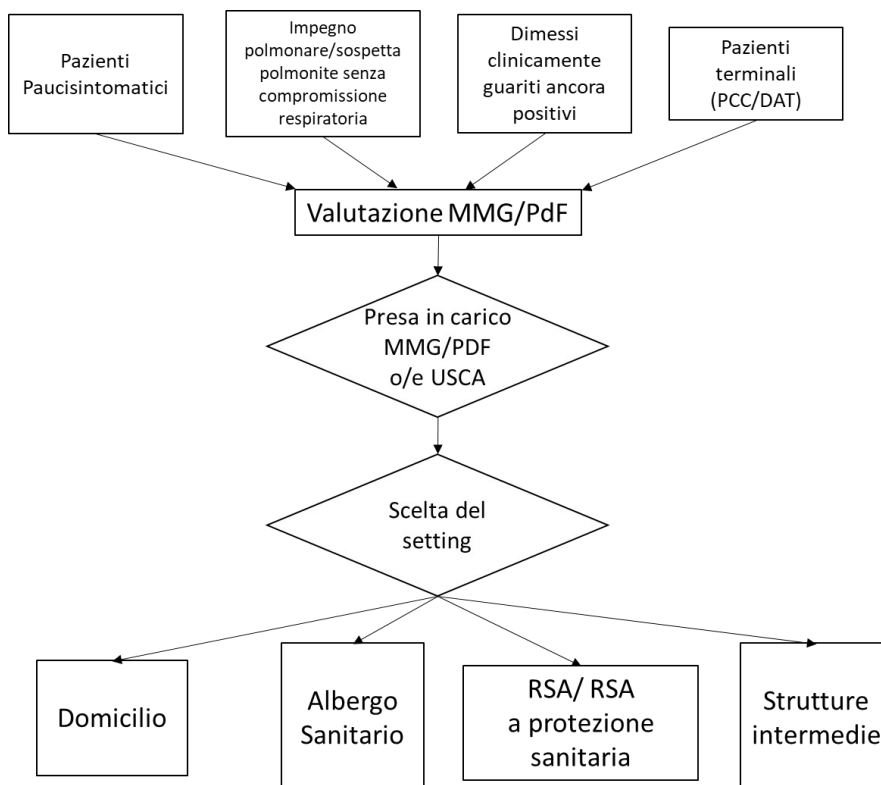 Pazienti
Paucisintomatici
Impegno
polmonare/sospetta
polmonite senza
compromissione
respiratoria
Dimessi
clinicamente
guariti ancora
positivi
Pazienti
terminali
(PCC/DAT)
Valutazione MMG/PdF
Presa in carico
MMG/PDF
o/e USCA
Scelta del
setting
Domicilio
Albergo
Sanitario
RSA/ RSA
a protezione
sanitaria
Strutture
intermedie